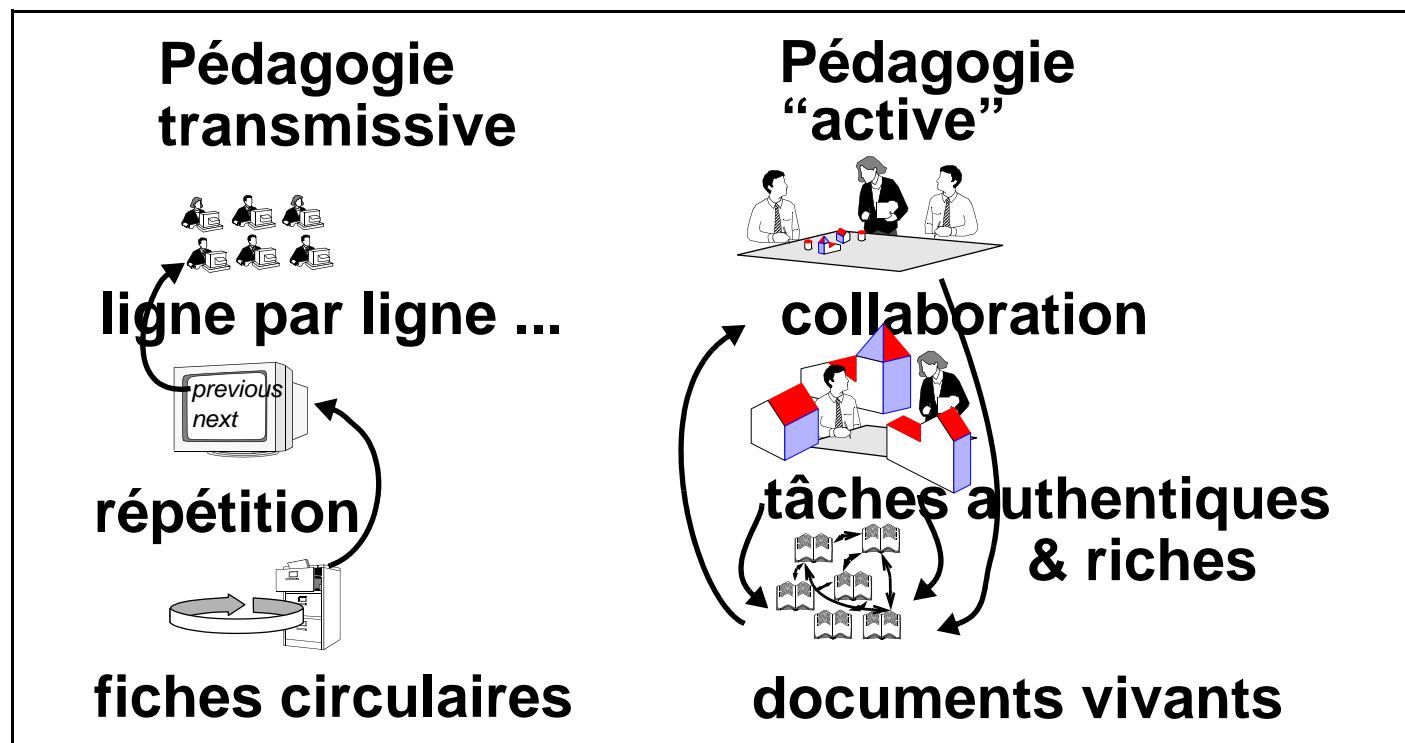 Pédagogie
transmissive
ligne par ligne ...
previous
next
répétition
fiches circulaires
Pédagogie
“active”
collaboration
tâches authentiques
& riches
documents vivants